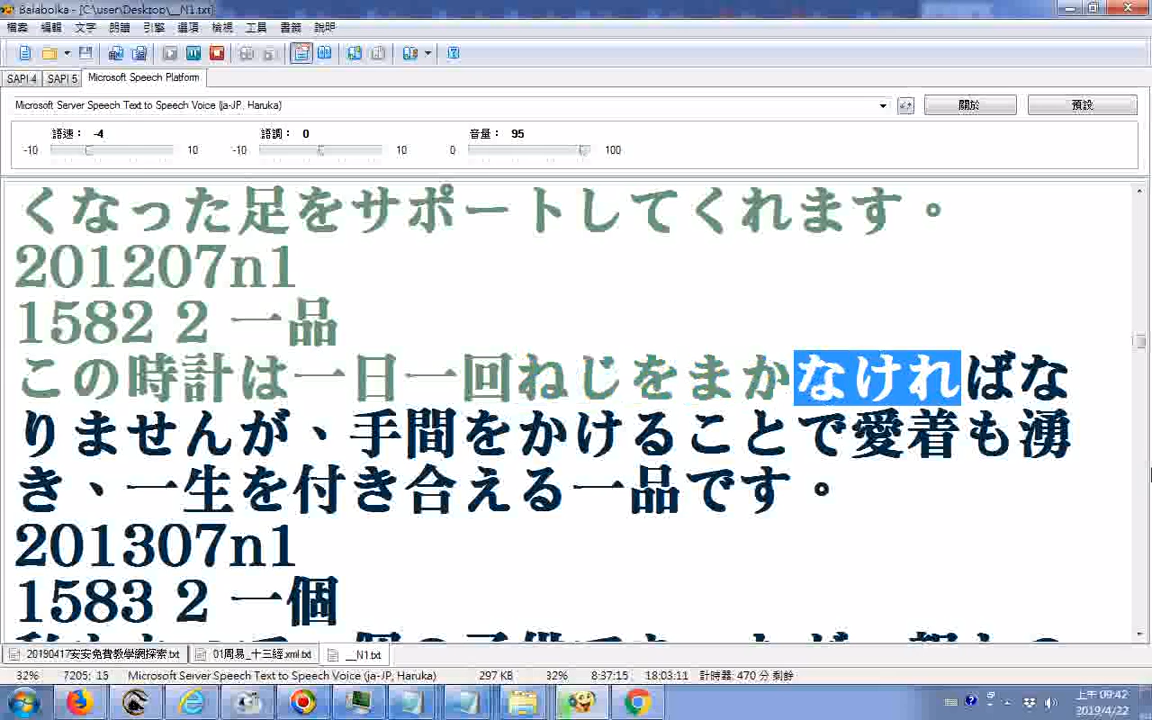 Balabolka - [C:\user\Desktop\__N1.txt]
檔案 編輯 文字 朗讀 引擎 選項 檢視 工具 書籤 說明
SAPI 4 SAPI 5 Microsoft Speech Platform
Microsoft Server Speech Text to Speech Voice (ja-JP, Haruka) 關於 預設
語速： -4 語調： 0 音量： 95
-10 10 -10 10 0 100
くなった足をサポートしてくれます。
201207n1
1582 2 一品
この時計は一日一回ねじをまかなければな
りませんが、手間をかけることで愛着も湧
き、一生を付き合える一品です。
201307n1
1583 2 一個
20190417安安免費教學網探索.txt 01周易_十三經.xml.txt __N1.txt
32% 7205: 15 Microsoft Server Speech Text to Speech Voice (ja-JP, Haruka) 297 KB 32% 8:37:15 18:03:11 計時器: 470 分 剩餘
上午 09:42
2019/4/22